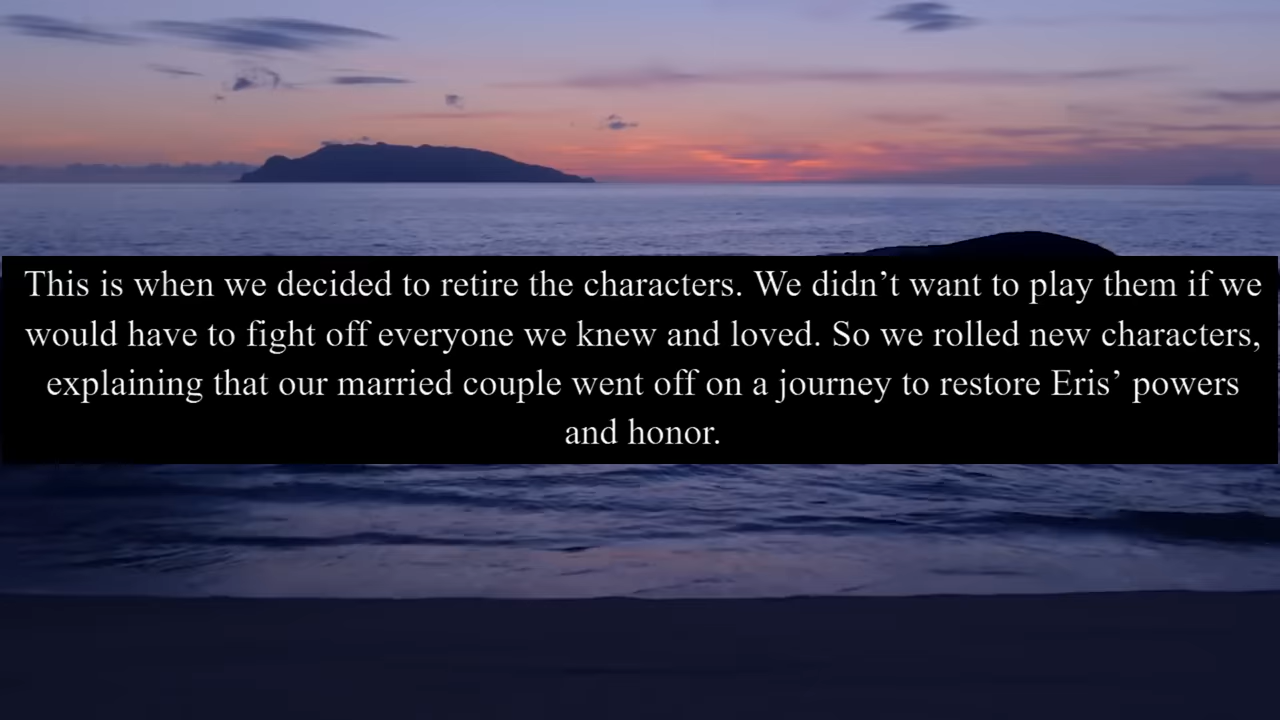 This is when we decided to retire the characters. We didn’t want to play them if we
would have to fight off everyone we knew and loved. So we rolled new characters,
explaining that our married couple went off on a journey to restore Eris’ powers
and honor.